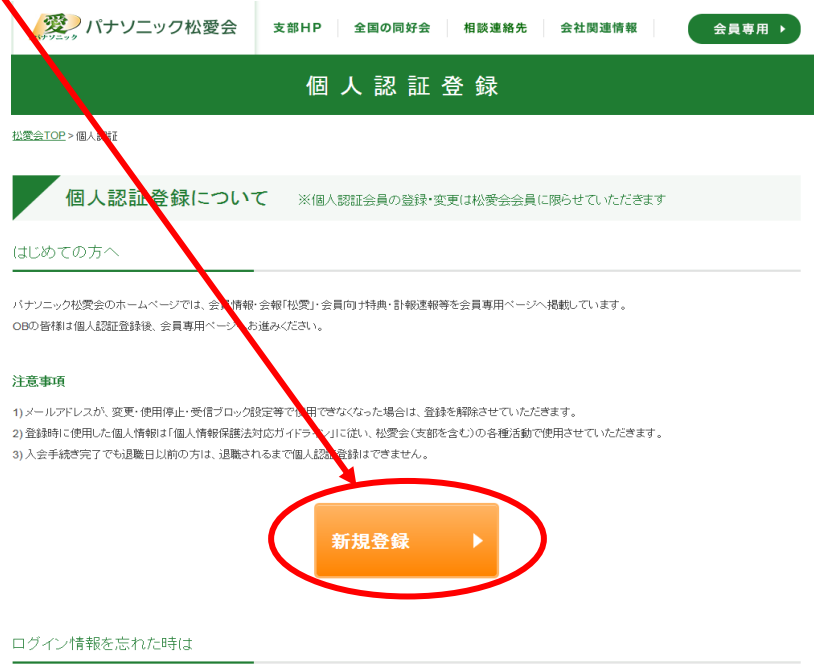 愛
パナソニック
パナソニック松愛会
支部HP
全国の同好会
相談連絡先
会社関連情報
会員専用
個人認証登録
松愛会TOP > 個人認証
個人認証登録について
※個人認証会員の登録・変更は松愛会会員に限らせていただきます
はじめての方へ
パナソニック松愛会のホームページでは、会員情報・会報「松愛」・会員向け特典・訃報速報等を会員専用ページへ掲載しています。
OBの皆様は個人認証登録後、会員専用ページへお進みください。
注意事項
1) メールアドレスが、変更・使用停止・受信ブロック設定等で使用できなくなった場合は、登録を解除させていただきます。
2) 登録時に使用した個人情報は「個人情報保護法対応ガイドライン」に従い、松愛会（支部を含む）の各種活動で使用させていただきます。
3) 入会手続き完了でも退職日以前の方は、退職されるまで個人認証登録はできません。
新規登録
ログイン情報を忘れた時は